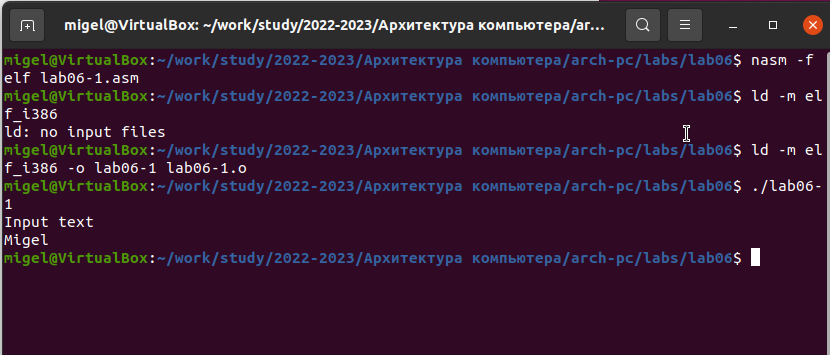 migel@VirtualBox: ~/work/study/2022-2023/Архитектура компьютера/ar...
migel@VirtualBox:~/work/study/2022-2023/Архитектура компьютера/arch-pc/labs/lab06$ nasm -f
elf lab06-1.asm
migel@VirtualBox:~/work/study/2022-2023/Архитектура компьютера/arch-pc/labs/lab06$ ld -m el
f_i386
ld: no input files
migel@VirtualBox:~/work/study/2022-2023/Архитектура компьютера/arch-pc/labs/lab06$ ld -m el
f_i386 -o lab06-1 lab06-1.o
migel@VirtualBox:~/work/study/2022-2023/Архитектура компьютера/arch-pc/labs/lab06$ ./lab06-
1
Input text
Migel
migel@VirtualBox:~/work/study/2022-2023/Архитектура компьютера/arch-pc/labs/lab06$